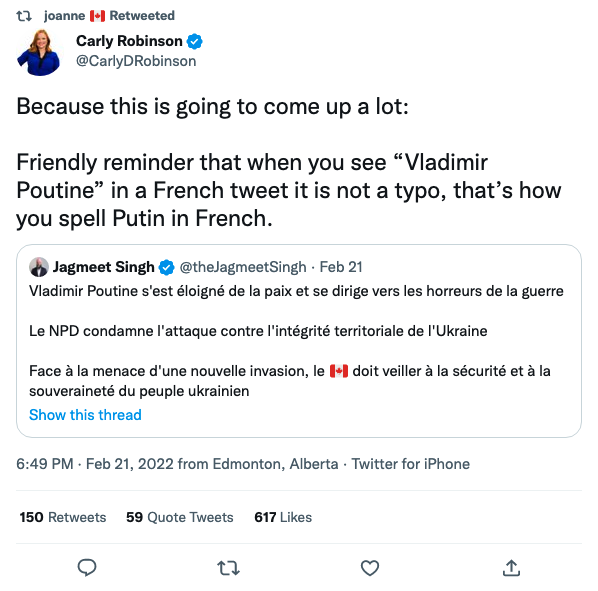 joanne 🇨🇦 Retweeted
Carly Robinson
@CarlyDRobinson
Because this is going to come up a lot:
Friendly reminder that when you see “Vladimir
Poutine” in a French tweet it is not a typo, that’s how
you spell Putin in French.
Jagmeet Singh @theJagmeetSingh · Feb 21
Vladimir Poutine s'est éloigné de la paix et se dirige vers les horreurs de la guerre
Le NPD condamne l'attaque contre l'intégrité territoriale de l'Ukraine
Face à la menace d'une nouvelle invasion, le 🇨🇦 doit veiller à la sécurité et à la
souveraineté du peuple ukrainien
Show this thread
6:49 PM · Feb 21, 2022 from Edmonton, Alberta · Twitter for iPhone
150 Retweets 59 Quote Tweets 617 Likes